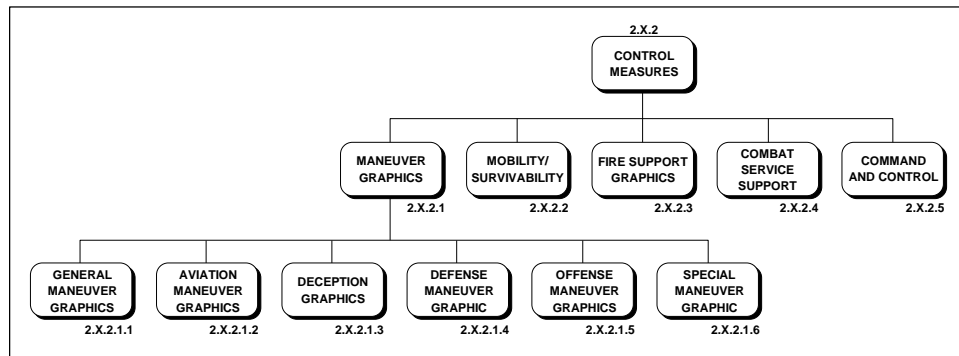 2.X.2
CONTROL
MEASURES
MANEUVER
GRAPHICS
2.X.2.1
MOBILITY/
SURVIVABILITY
2.X.2.2
FIRE SUPPORT
GRAPHICS
2.X.2.3
COMBAT
SERVICE
SUPPORT
2.X.2.4
COMMAND
AND CONTROL
2.X.2.5
GENERAL
MANEUVER
GRAPHICS
2.X.2.1.1
AVIATION
MANEUVER
GRAPHICS
2.X.2.1.2
DECEPTION
GRAPHICS
2.X.2.1.3
DEFENSE
MANEUVER
GRAPHIC
2.X.2.1.4
OFFENSE
MANEUVER
GRAPHICS
2.X.2.1.5
SPECIAL
MANEUVER
GRAPHIC
2.X.2.1.6